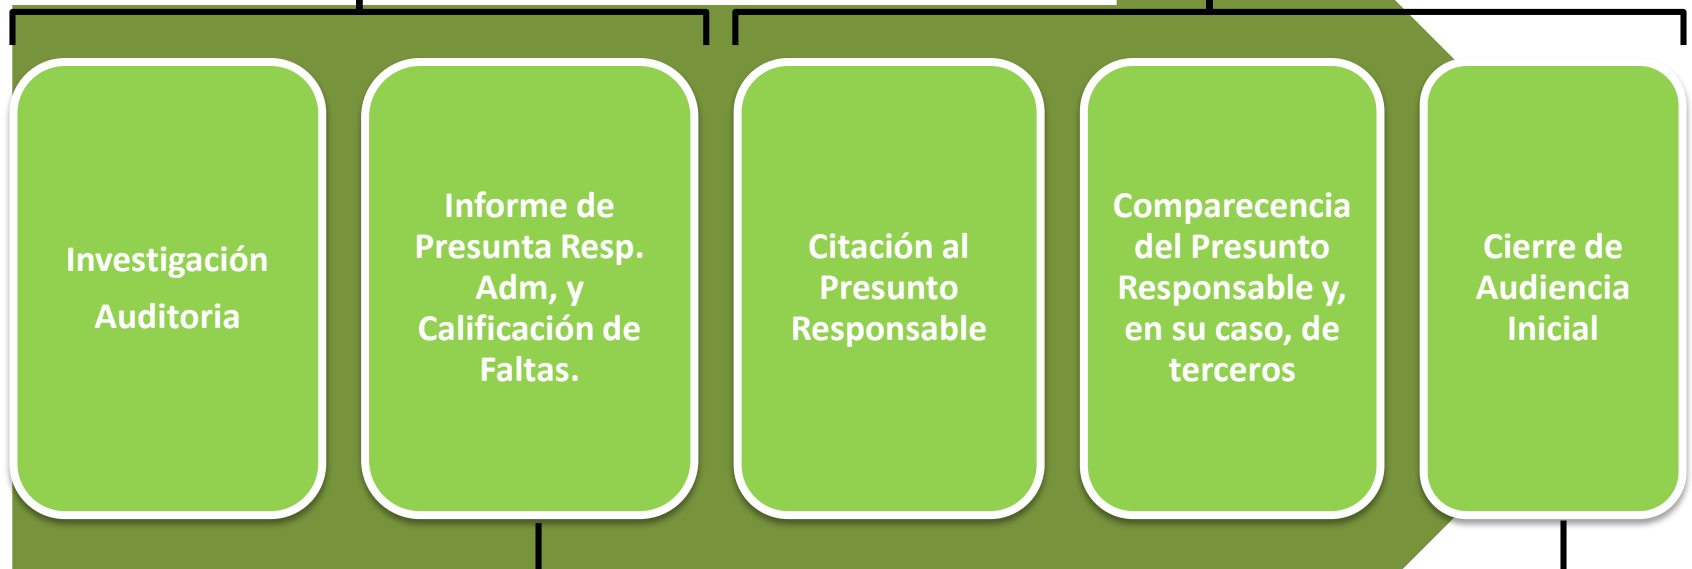 Investigación
Auditoria
Informe de
Presunta Resp.
Adm, y
Calificación de
Faltas.
Citación al
Presunto
Responsable
Comparecencia
del Presunto
Responsable y,
en su caso, de
terceros
Cierre de
Audiencia
Inicial